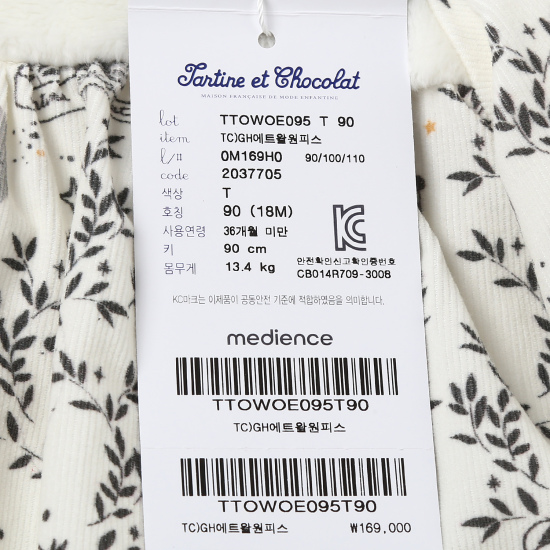 Tartine et Chocolat
MAISON FRANÇAISE DE MODE ENFANTINE
lot TTOWOE095 T 90
item TC)GH에트왈원피스
l/# 0M169H0 90/100/110
code 2037705
색상 T
호칭 90 (18M)
사용연령 36개월 미만
키 90 cm
몸무게 13.4 kg
안전확인신고확인증번호
CB014R709-3008
KC마크는 이제품이 공통안전 기준에 적합하였음을 의미합니다.
medience
TTOWOE095T90
TC)GH에트왈원피스
TTOWOE095T90
TC)GH에트왈원피스 ₩169,000